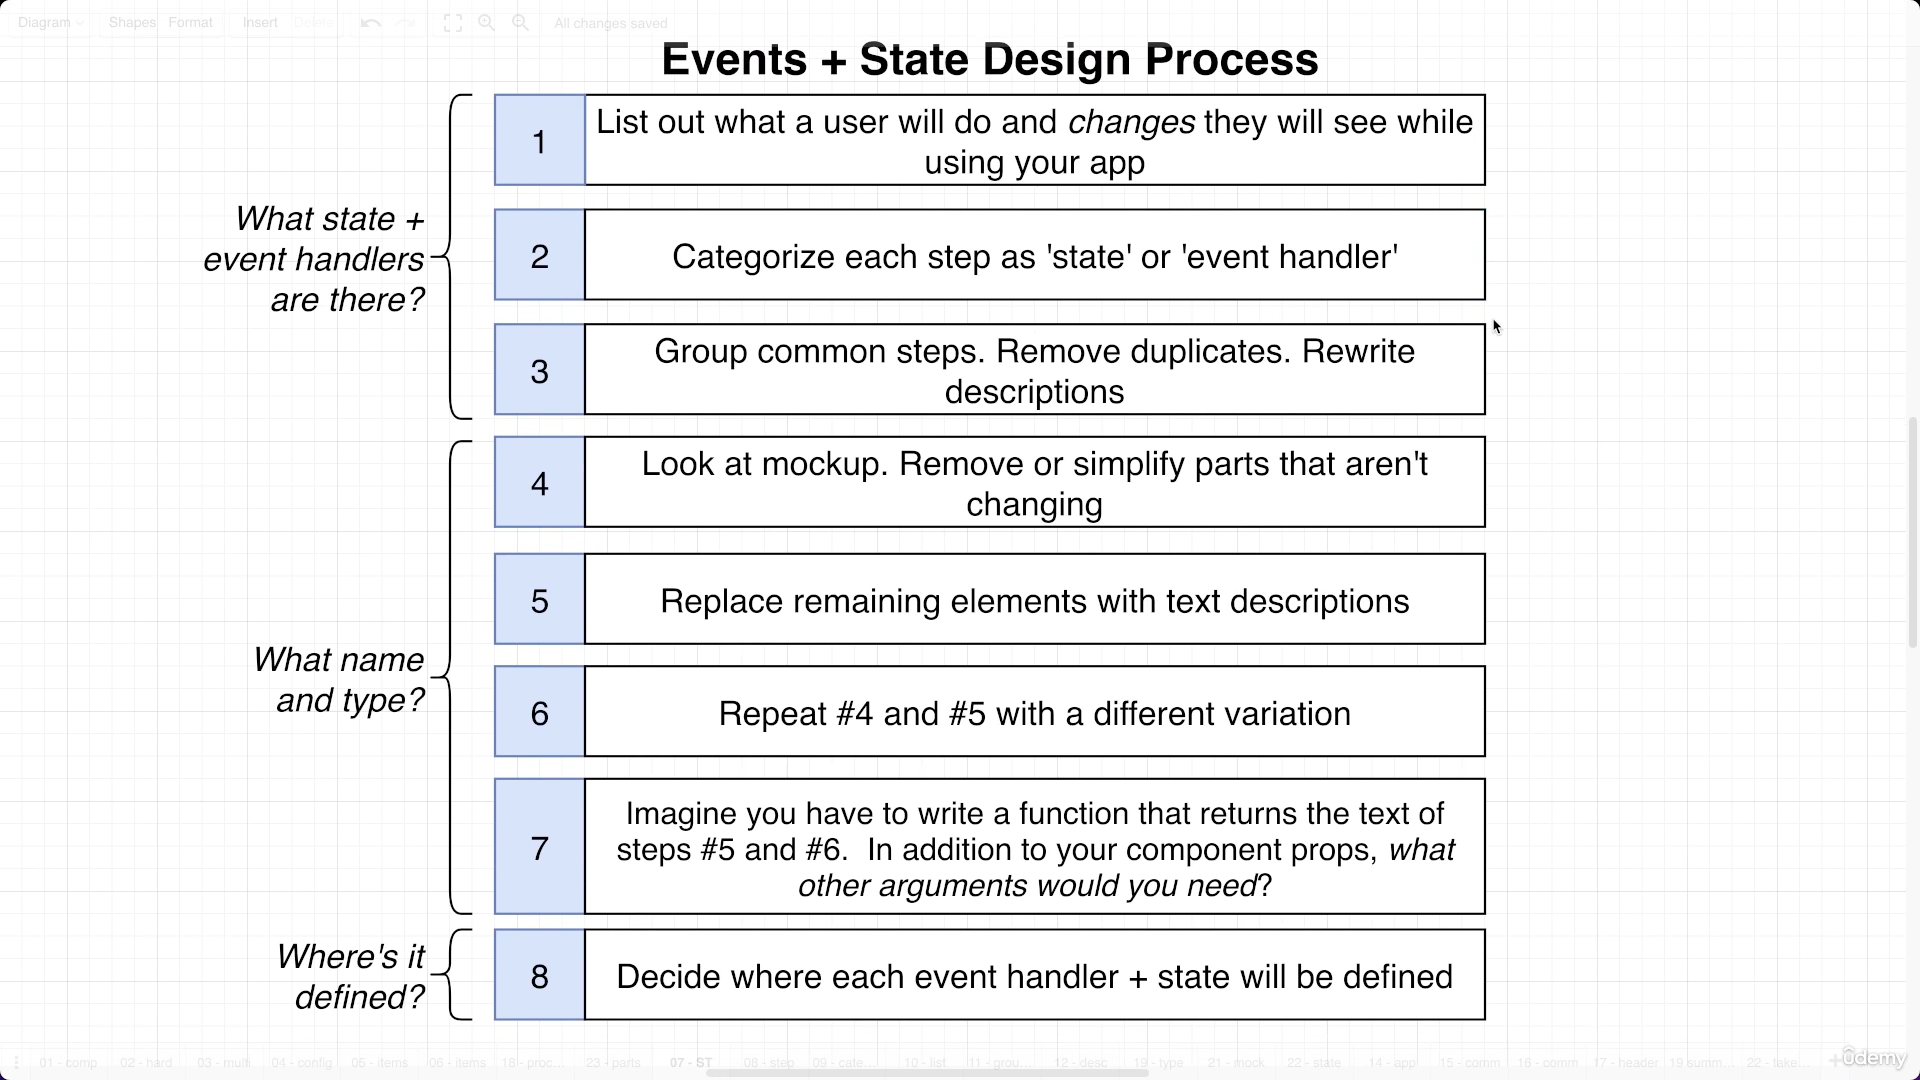 Diagram
Shapes Format Insert Delete All changes saved
Events + State Design Process
What state +
event handlers
are there?
1
List out what a user will do and changes they will see while
using your app
2
Categorize each step as 'state' or 'event handler'
3
Group common steps. Remove duplicates. Rewrite
descriptions
What name
and type?
4
Look at mockup. Remove or simplify parts that aren't
changing
5
Replace remaining elements with text descriptions
6
Repeat #4 and #5 with a different variation
7
Imagine you have to write a function that returns the text of
steps #5 and #6. In addition to your component props, what
other arguments would you need?
Where's it
defined?
8
Decide where each event handler + state will be defined
01 - comp 02 - hard 03 - mult 04 - config 05 - items 06 - items 18 - proc... 23 - parts 07 - ST 08 - step 09 - cate... 10 - list 11 - grou... 12 - desc 19 - type 21 - mock 22 - state 14 - app 15 - comm 16 - comm 17 - header 19 summ... 22 - take...
ûdemy